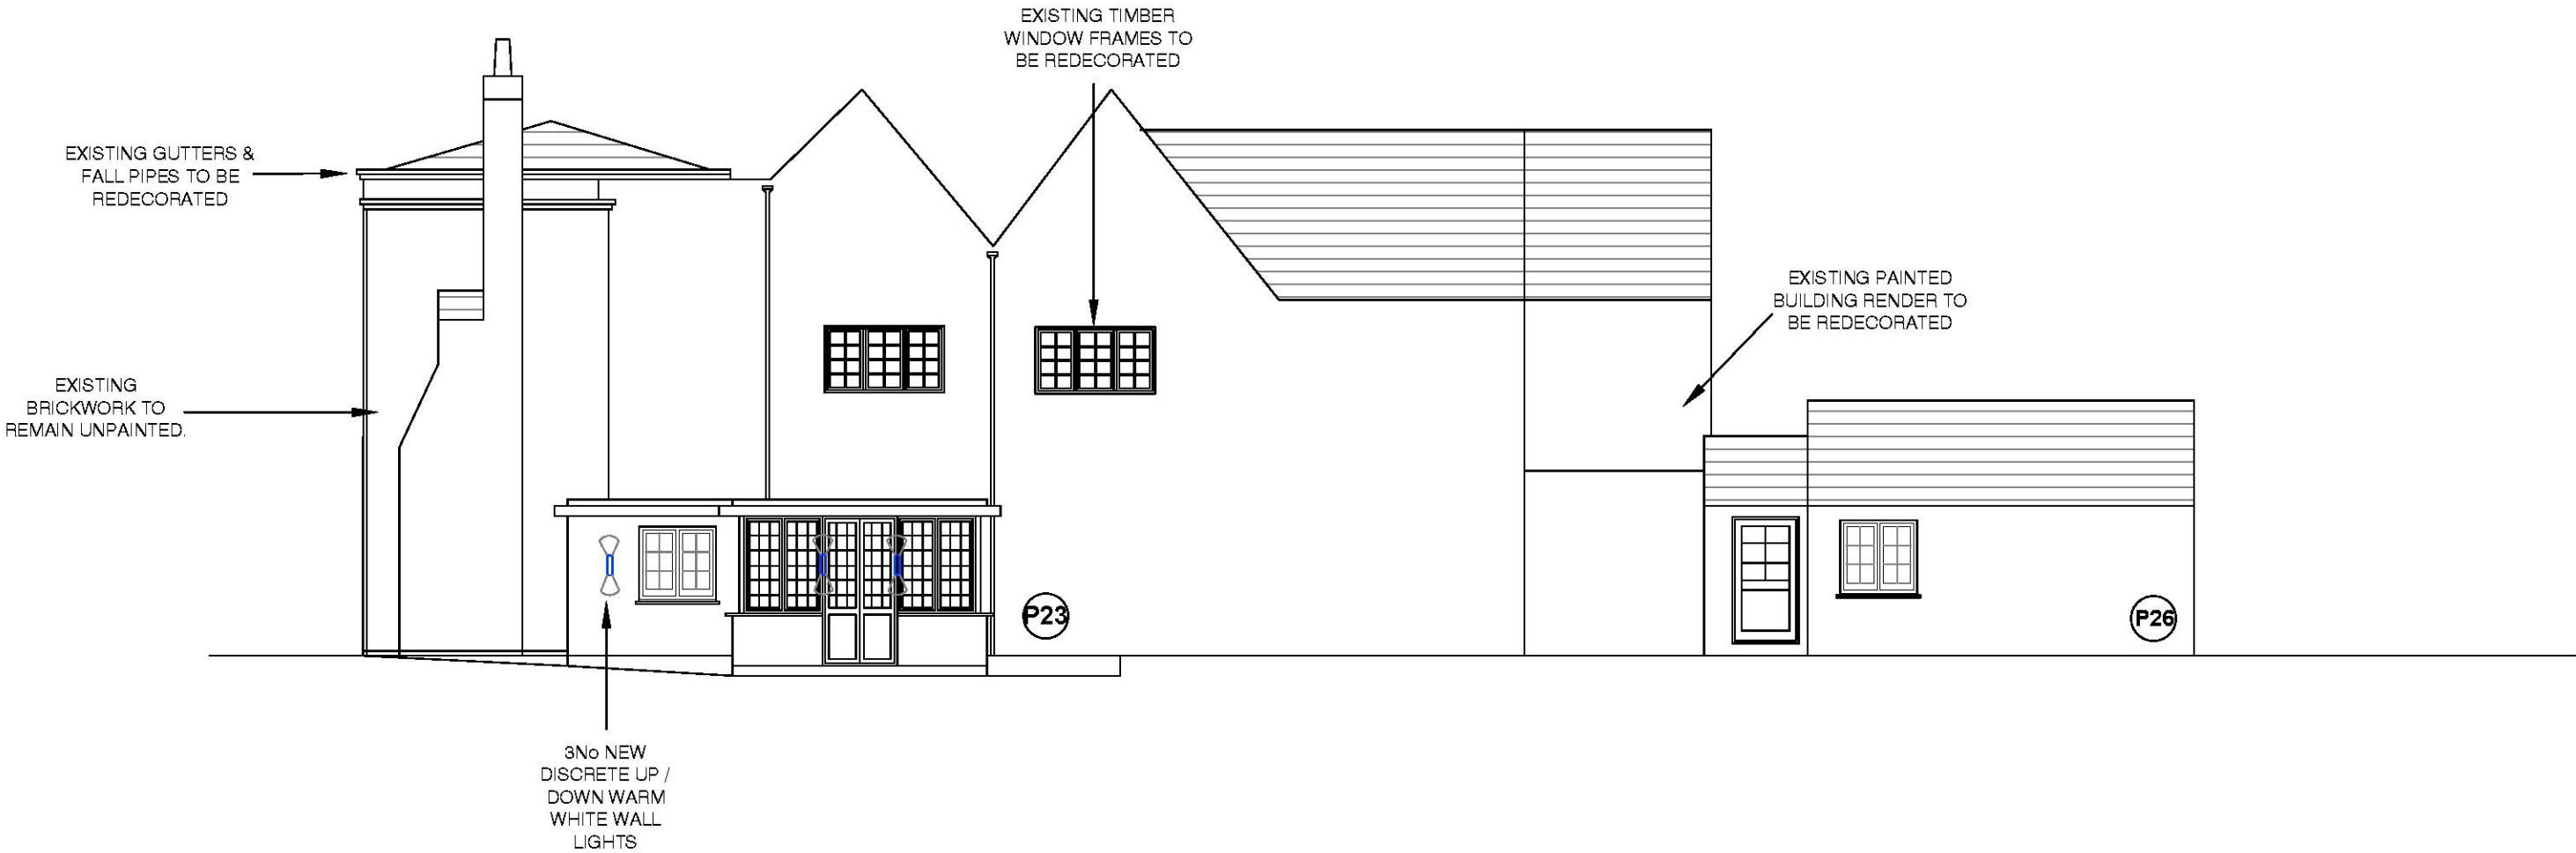 EXISTING TIMBER
WINDOW FRAMES TO
BE REDECORATED
EXISTING GUTTERS &
FALL PIPES TO BE
REDECORATED
EXISTING PAINTED
BUILDING RENDER TO
BE REDECORATED
EXISTING
BRICKWORK TO
REMAIN UNPAINTED.
P23
P26
3No NEW
DISCRETE UP /
DOWN WARM
WHITE WALL
LIGHTS